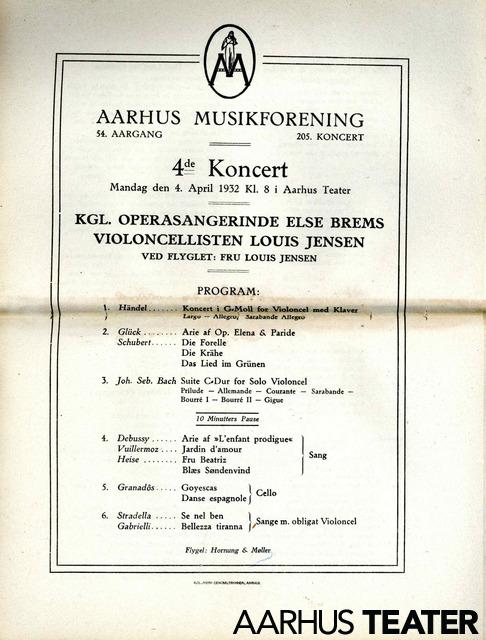 AARHUS MUSIKFORENING
54. AARGANG 205. KONCERT
4de Koncert
Mandag den 4. April 1932 Kl. 8 i Aarhus Teater
KGL. OPERASANGERINDE ELSE BREMS
VIOLONCELLISTEN LOUIS JENSEN
VED FLYGLET: FRU LOUIS JENSEN
PROGRAM:
1. Händel ....... Koncert i G-Moll for Violoncel med Klaver
Largo — Allegro, Sarabande Allegro
2. Glück ........ Arie af Op. Elena & Paride
Schubert ...... Die Forelle
Die Krähe
Das Lied im Grünen
3. Joh. Seb. Bach Suite C-Dur for Solo Violoncel
Prilude — Allemande — Courante — Sarabande —
Bourré I — Bourré II — Gigue
10 Minutters Pause
4. Debussy ...... Arie af »L'enfant prodigue«
Vuillermoz .... Jardin d'amour
Heise ........ Fru Beatriz
Blæs Søndenvind
Sang
5. Granadôs ..... Goyescas
Danse espagnole
Cello
6. Stradella ..... Se nel ben
Gabrielli ...... Bellezza tiranna
Sange m. obligat Violoncel
Flygel: Hornung & Møller
AARHUS TEATER